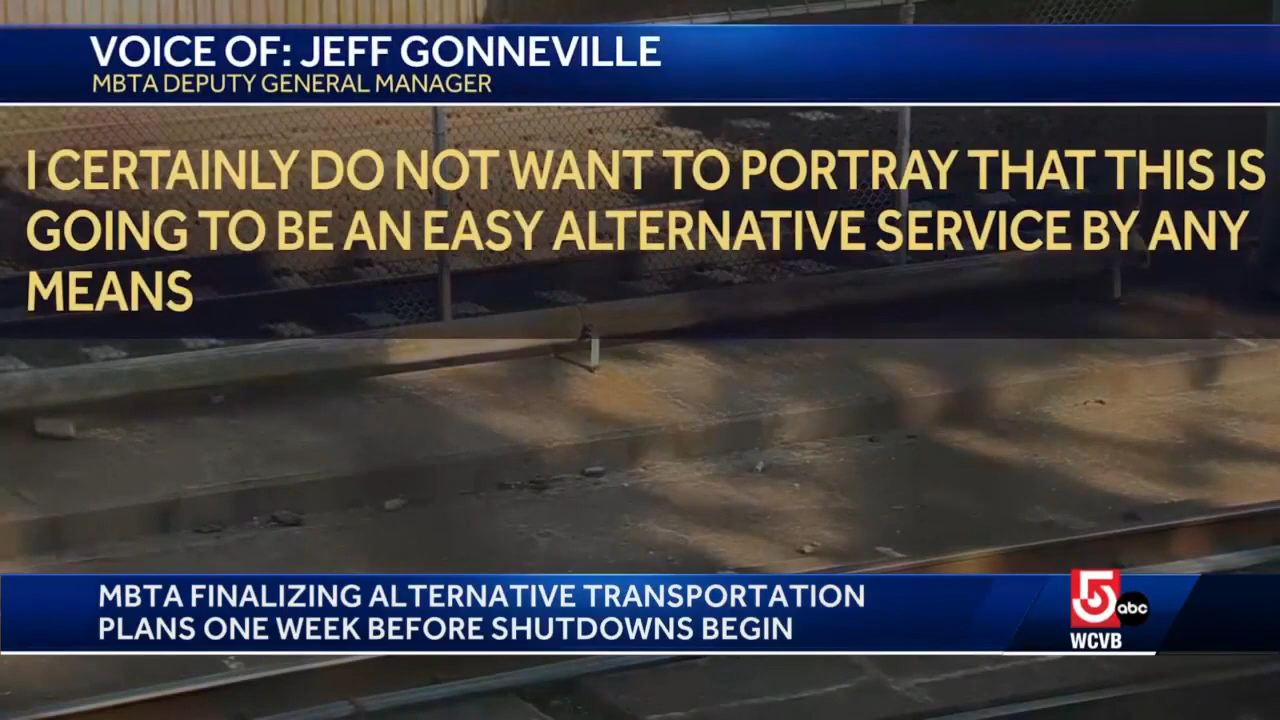 VOICE OF: JEFF GONNEVILLE
MBTA DEPUTY GENERAL MANAGER
I CERTAINLY DO NOT WANT TO PORTRAY THAT THIS IS
GOING TO BE AN EASY ALTERNATIVE SERVICE BY ANY
MEANS
MBTA FINALIZING ALTERNATIVE TRANSPORTATION
PLANS ONE WEEK BEFORE SHUTDOWNS BEGIN
5 abc
WCVB